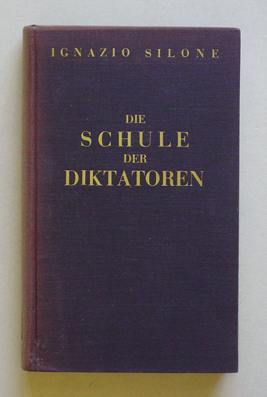 IGNAZIO SILONE
DIE
SCHULE
DER
DIKTATOREN